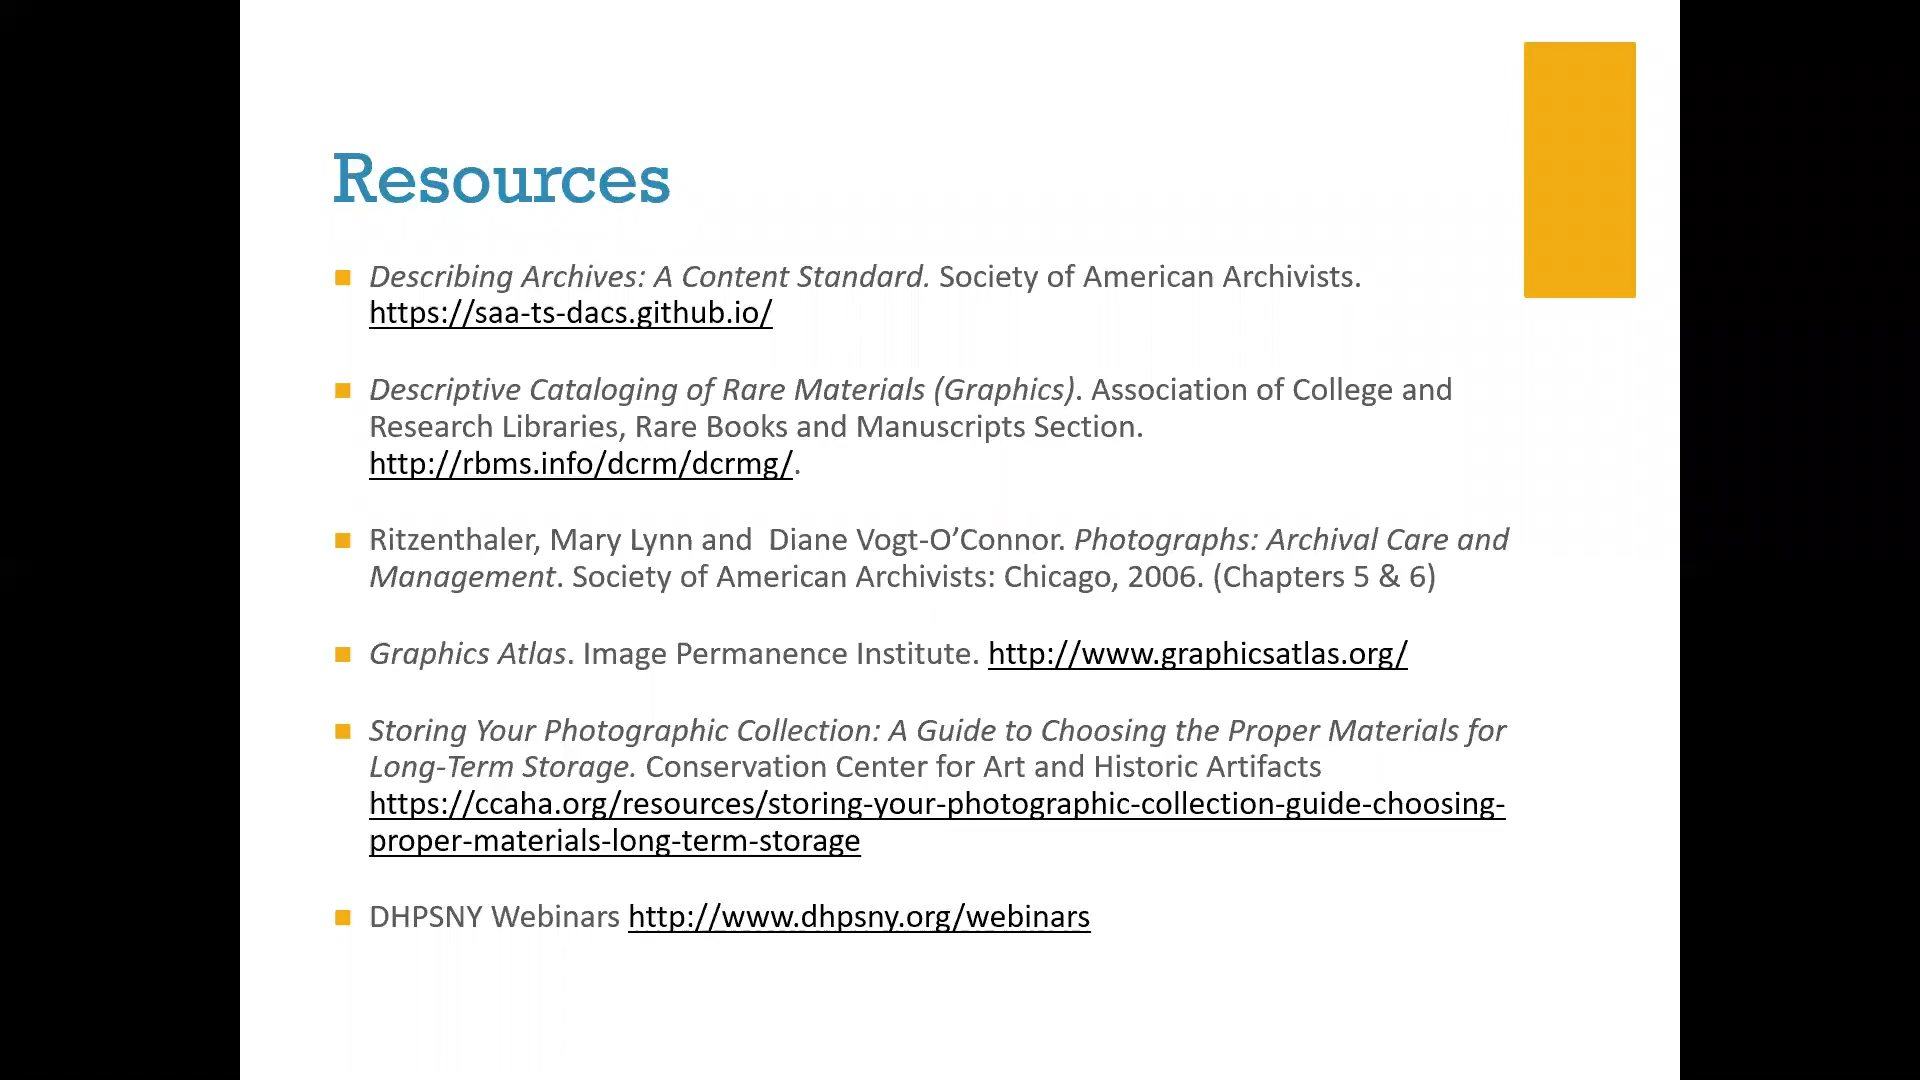 Resources
Describing Archives: A Content Standard. Society of American Archivists.
https://saa-ts-dacs.github.io/
Descriptive Cataloging of Rare Materials (Graphics). Association of College and
Research Libraries, Rare Books and Manuscripts Section.
http://rbms.info/dcrm/dcrmg/.
Ritzenthaler, Mary Lynn and  Diane Vogt-O’Connor. Photographs: Archival Care and
Management. Society of American Archivists: Chicago, 2006. (Chapters 5 & 6)
Graphics Atlas. Image Permanence Institute. http://www.graphicsatlas.org/
Storing Your Photographic Collection: A Guide to Choosing the Proper Materials for
Long-Term Storage. Conservation Center for Art and Historic Artifacts
https://ccaha.org/resources/storing-your-photographic-collection-guide-choosing-
proper-materials-long-term-storage
DHPSNY Webinars http://www.dhpsny.org/webinars